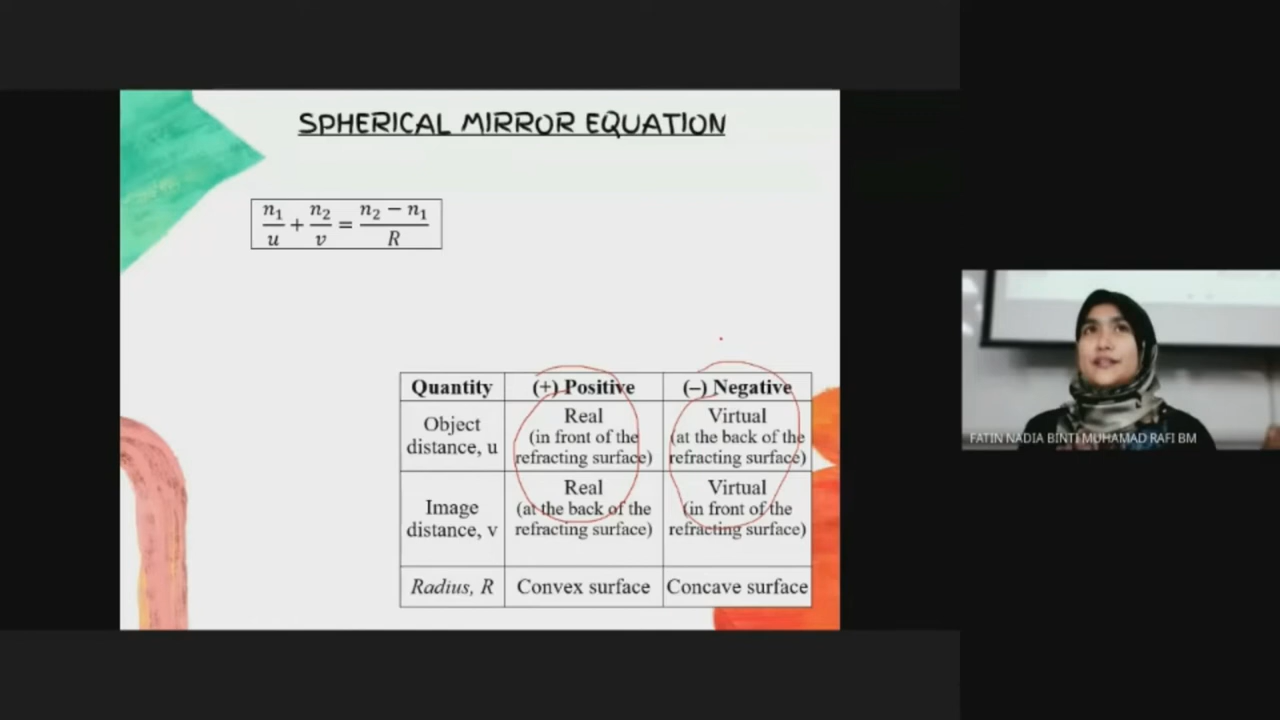 SPHERICAL MIRROR EQUATION
n₁/u + n₂/v = (n₂ − n₁)/R
Quantity (+) Positive (–) Negative
Object distance, u
Real
(in front of the
refracting surface)
Virtual
(at the back of the
refracting surface)
Image distance, v
Real
(at the back of the
refracting surface)
Virtual
(in front of the
refracting surface)
Radius, R Convex surface Concave surface
FATIN NADIA BINTI MUHAMAD RAFI BM